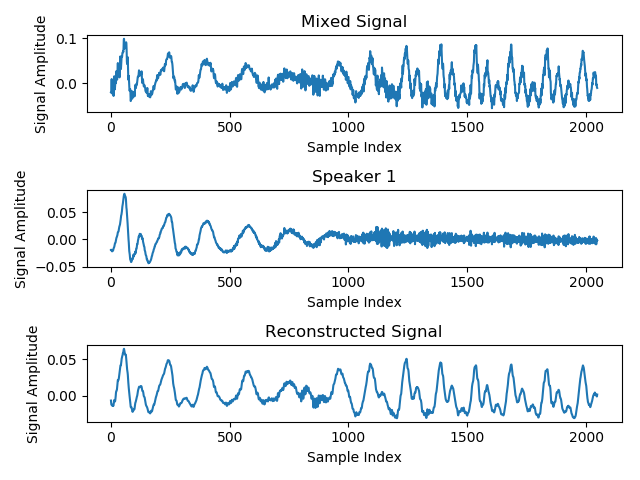 Mixed Signal
Signal Amplitude
0.1
0.0
0 500 1000 1500 2000
Sample Index
Speaker 1
Signal Amplitude
0.05
0.00
−0.05
0 500 1000 1500 2000
Sample Index
Reconstructed Signal
Signal Amplitude
0.05
0.00
0 500 1000 1500 2000
Sample Index